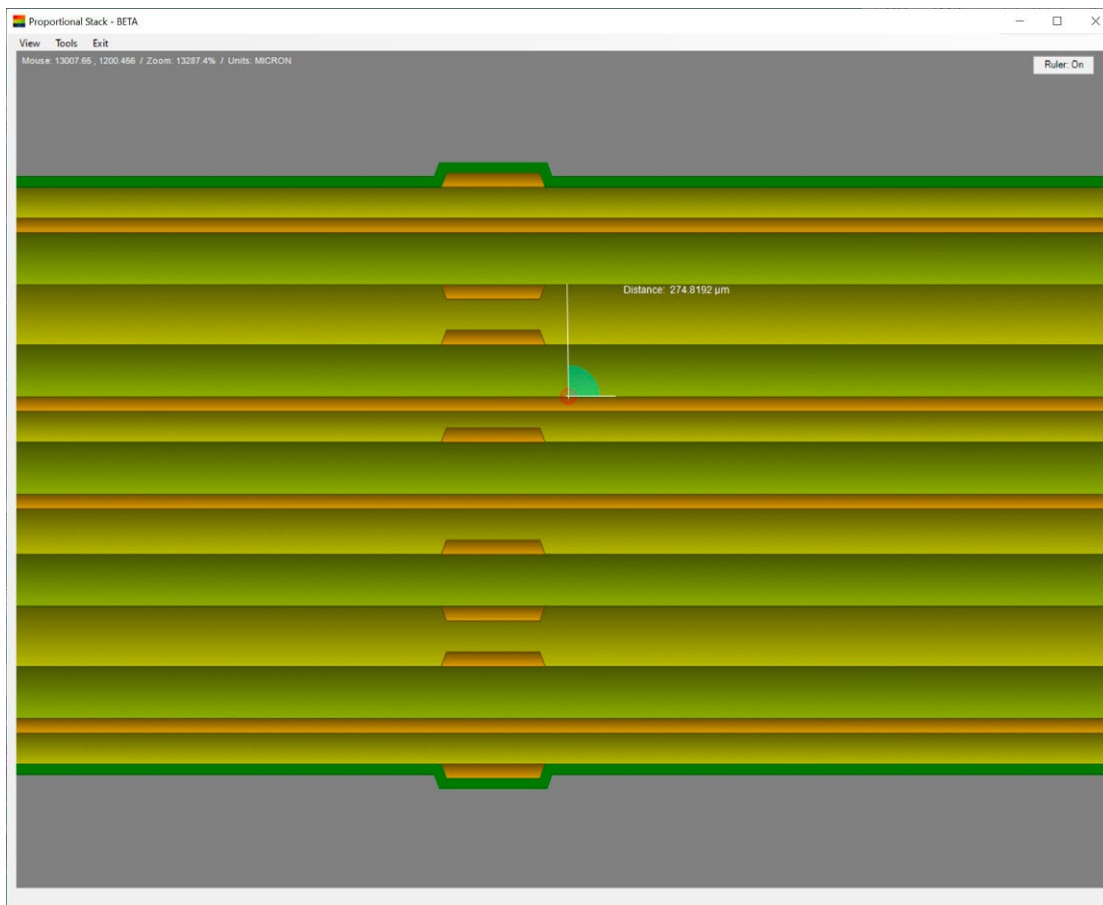 Proportional Stack - BETA
View Tools Exit
Mouse: 13007.65 , 1200.456 / Zoom: 13287.4% / Units: MICRON
Ruler: On
Distance: 274.8192 µm